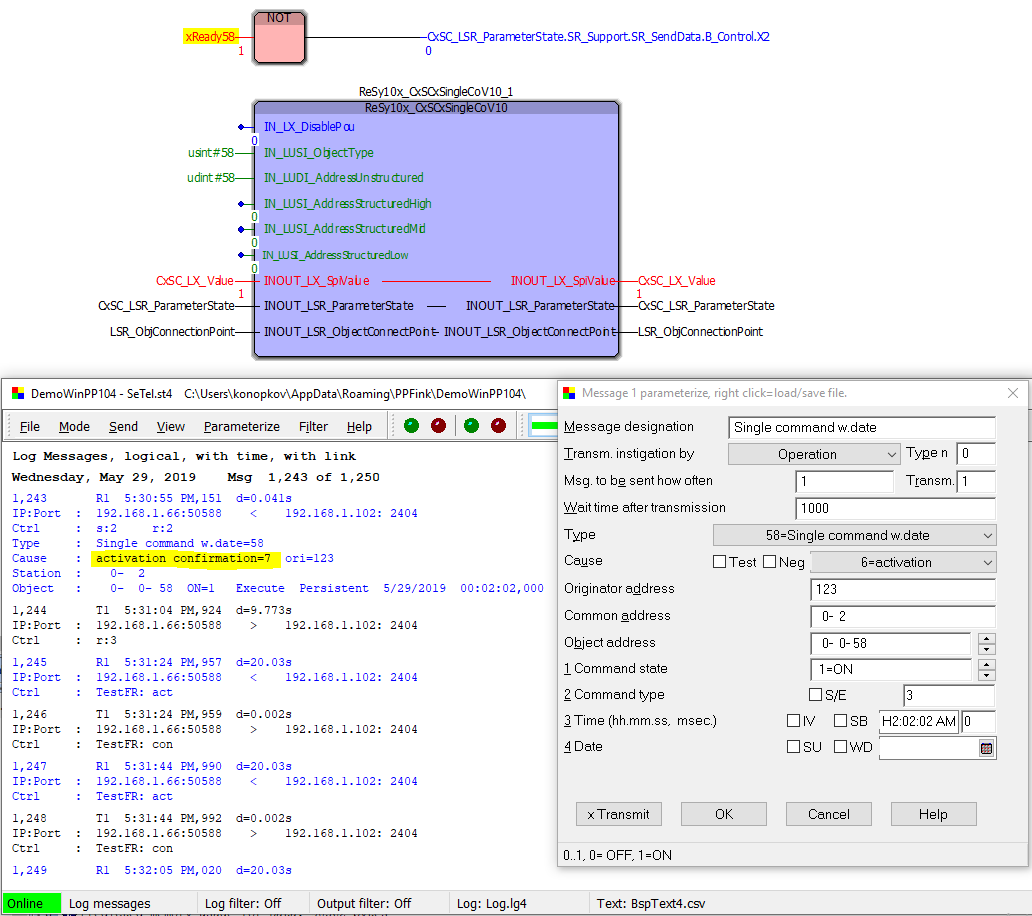 NOT
xReady58
1
CxSC_LSR_ParameterState.SR_Support.SR_SendData.B_Control.X2
0
ReSy10x_CxSCxSingleCoV10_1
ReSy10x_CxSCxSingleCoV10
IN_LX_DisablePou
0
usint#58 IN_LUSI_ObjectType
udint#58 IN_LUDI_AddressUnstructured
IN_LUSI_AddressStructuredHigh
0
IN_LUSI_AddressStructuredMid
0
IN_LUSI_AddressStructuredLow
0
CxSC_LX_Value INOUT_LX_SpiValue INOUT_LX_SpiValue CxSC_LX_Value
1 1
CxSC_LSR_ParameterState INOUT_LSR_ParameterState INOUT_LSR_ParameterState CxSC_LSR_ParameterState
LSR_ObjConnectionPoint INOUT_LSR_ObjectConnectPoint INOUT_LSR_ObjectConnectPoint LSR_ObjConnectionPoint
DemoWinPP104 - SeTel.st4 C:\Users\konopkov\AppData\Roaming\PPFink\DemoWinPP104\
File Mode Send View Parameterize Filter Help
Log Messages, logical, with time, with link
Wednesday, May 29, 2019 Msg 1,243 of 1,250
1,243 R1 5:30:55 PM,151 d=0.041s
IP:Port : 192.168.1.66:50588 < 192.168.1.102: 2404
Ctrl : s:2 r:2
Type : Single command w.date=58
Cause : activation confirmation=7 ori=123
Station : 0- 2
Object : 0- 0- 58 ON=1 Execute Persistent 5/29/2019 00:02:02,000
1,244 T1 5:31:04 PM,924 d=9.773s
IP:Port : 192.168.1.66:50588 > 192.168.1.102: 2404
Ctrl : r:3
1,245 R1 5:31:24 PM,957 d=20.03s
IP:Port : 192.168.1.66:50588 < 192.168.1.102: 2404
Ctrl : TestFR: act
1,246 T1 5:31:24 PM,959 d=0.002s
IP:Port : 192.168.1.66:50588 > 192.168.1.102: 2404
Ctrl : TestFR: con
1,247 R1 5:31:44 PM,990 d=20.03s
IP:Port : 192.168.1.66:50588 < 192.168.1.102: 2404
Ctrl : TestFR: act
1,248 T1 5:31:44 PM,992 d=0.002s
IP:Port : 192.168.1.66:50588 > 192.168.1.102: 2404
Ctrl : TestFR: con
1,249 R1 5:32:05 PM,020 d=20.03s
Online Log messages Log filter: Off Output filter: Off Log: Log.lg4 Text: BspText4.csv
Message 1 parameterize, right click=load/save file.
Message designation Single command w.date
Transm. instigation by Operation Type n 0
Msg. to be sent how often 1 Transm. 1
Wait time after transmission 1000
Type 58=Single command w.date
Cause Test Neg 6=activation
Originator address 123
Common address 0- 2
Object address 0- 0-58
1 Command state 1=ON
2 Command type S/E 3
3 Time (hh.mm.ss, msec.) IV SB H2:02:02 AM 0
4 Date SU WD
x Transmit OK Cancel Help
0..1, 0= OFF, 1=ON